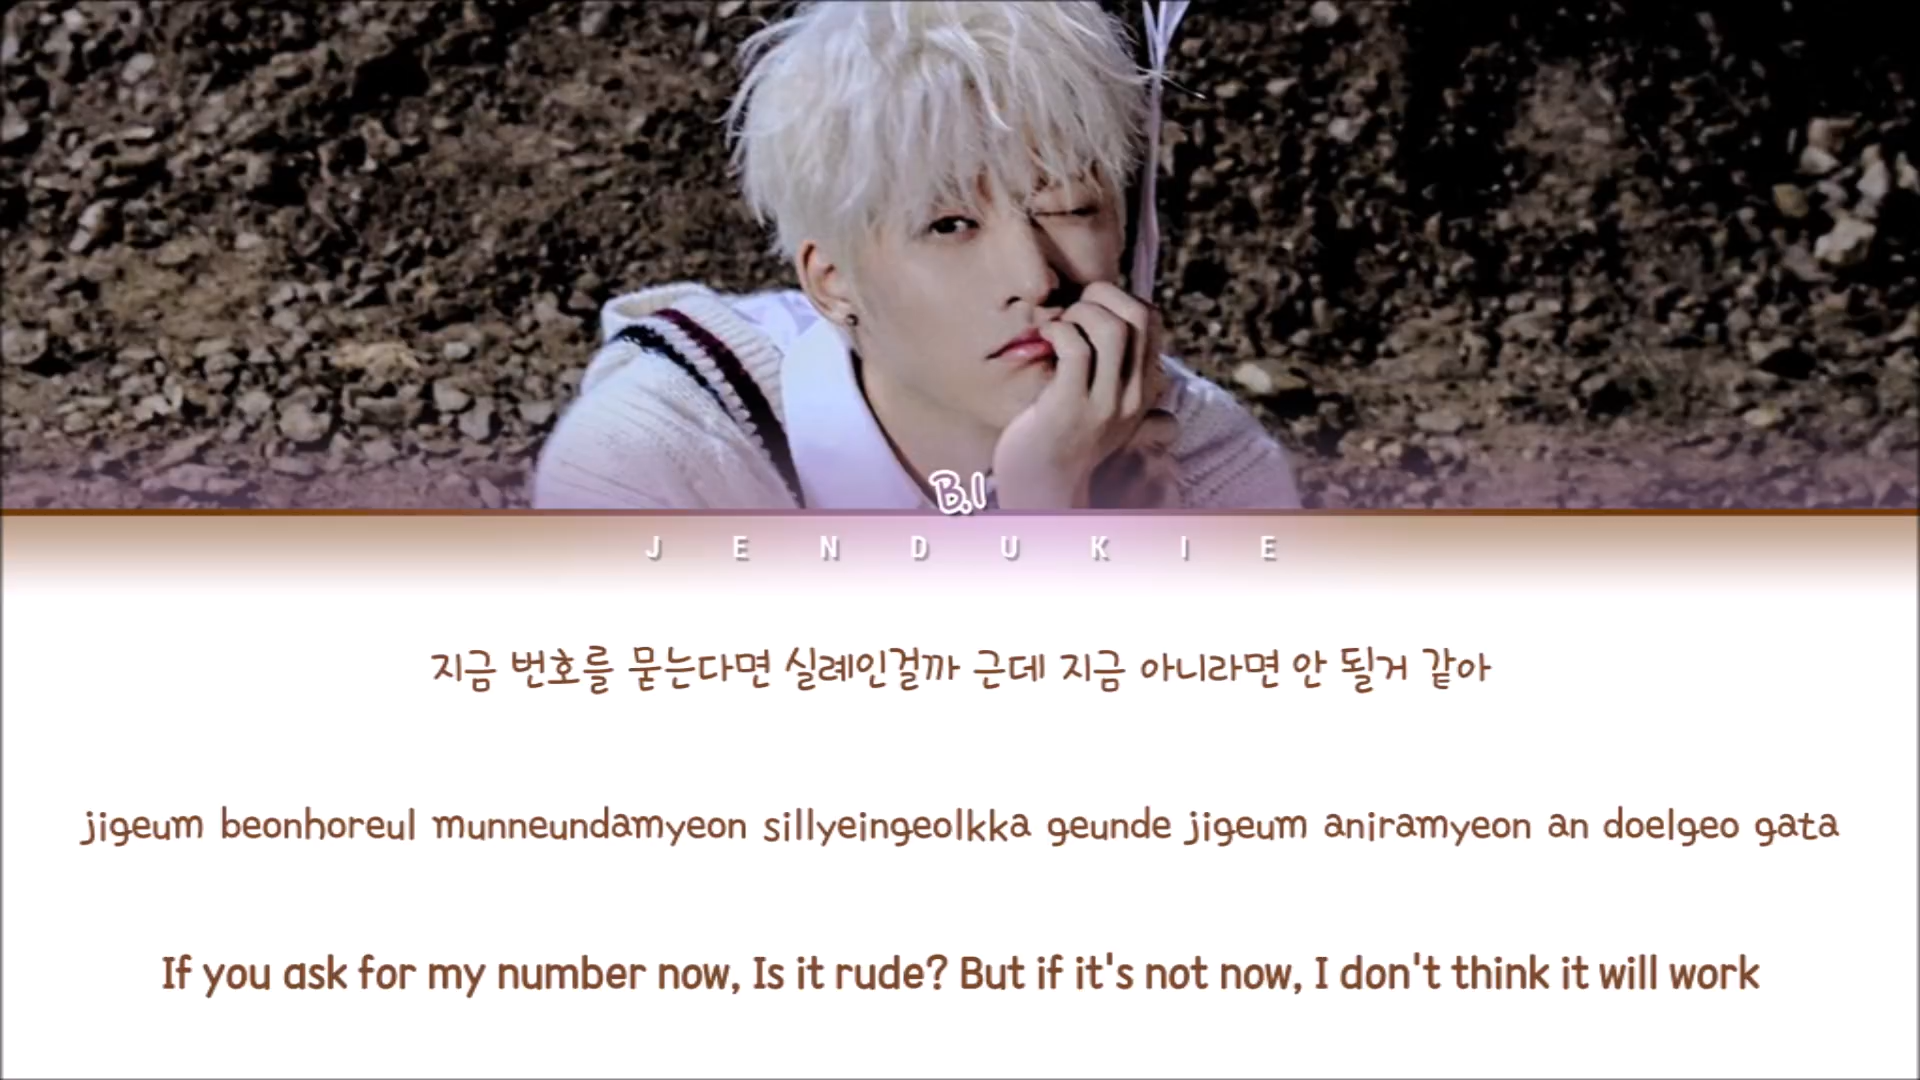 B.I
JENDUKIE
지금 번호를 묻는다면 실례인걸까 근데 지금 아니라면 안 될거 같아
jigeum beonhoreul munneundamyeon sillyeingeolkka geunde jigeum aniramyeon an doelgeo gata
If you ask for my number now, Is it rude? But if it's not now, I don't think it will work